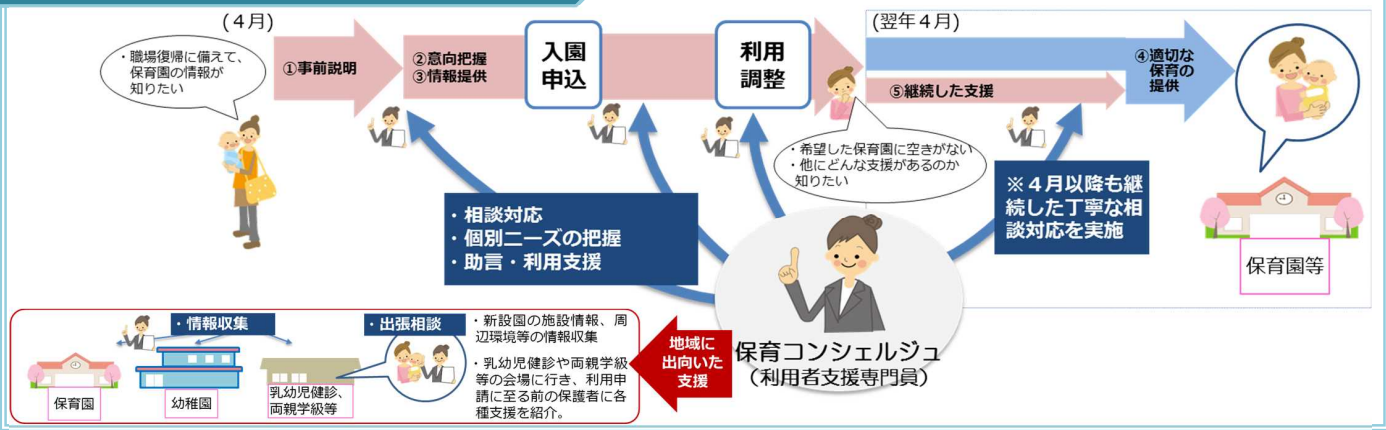 (４月)
・職場復帰に備えて、
保育園の情報が
知りたい
①事前説明
②意向把握
③情報提供
入園
申込
利用
調整
(翌年４月)
④適切な
保育の
提供
⑤継続した支援
・希望した保育園に空きがない
・他にどんな支援があるのか
知りたい
・相談対応
・個別ニーズの把握
・助言・利用支援
※４月以降も継
続した丁寧な相
談対応を実施
保育園等
保育コンシェルジュ
（利用者支援専門員）
地域に
出向いた
支援
・情報収集
・出張相談
保育園
幼稚園
乳幼児健診、
両親学級等
・新設園の施設情報、周
辺環境等の情報収集
・乳幼児健診や両親学級
等の会場に行き、利用申
請に至る前の保護者に各
種支援を紹介。